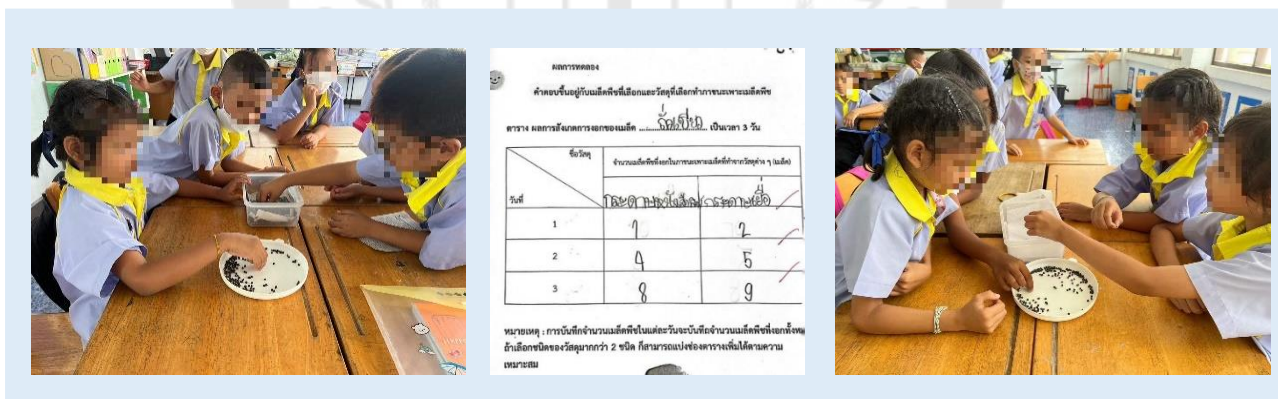 ผลการทดลอง
คำตอบขึ้นอยู่กับเมล็ดพืชที่เลือกและวัสดุที่เลือกทำภาชนะเพาะเมล็ดพืช
ตาราง ผลการสังเกตการงอกของเมล็ด ถั่วเขียว เป็นเวลา 3 วัน
ชื่อวัสดุ
จำนวนเมล็ดพืชที่งอกในภาชนะเพาะเมล็ดที่ทำจากวัสดุต่าง ๆ (เมล็ด)
วันที่
กระดาษหนังสือพิมพ์ กระดาษเยื่อ
1 1 2
2 4 5
3 8 9
หมายเหตุ : การบันทึกจำนวนเมล็ดพืชในแต่ละวันจะบันทึกจำนวนเมล็ดพืชที่งอกทั้งหมด
ถ้าเลือกชนิดของวัสดุมากกว่า 2 ชนิด ก็สามารถแบ่งช่องตารางเพิ่มได้ตามความ
เหมาะสม